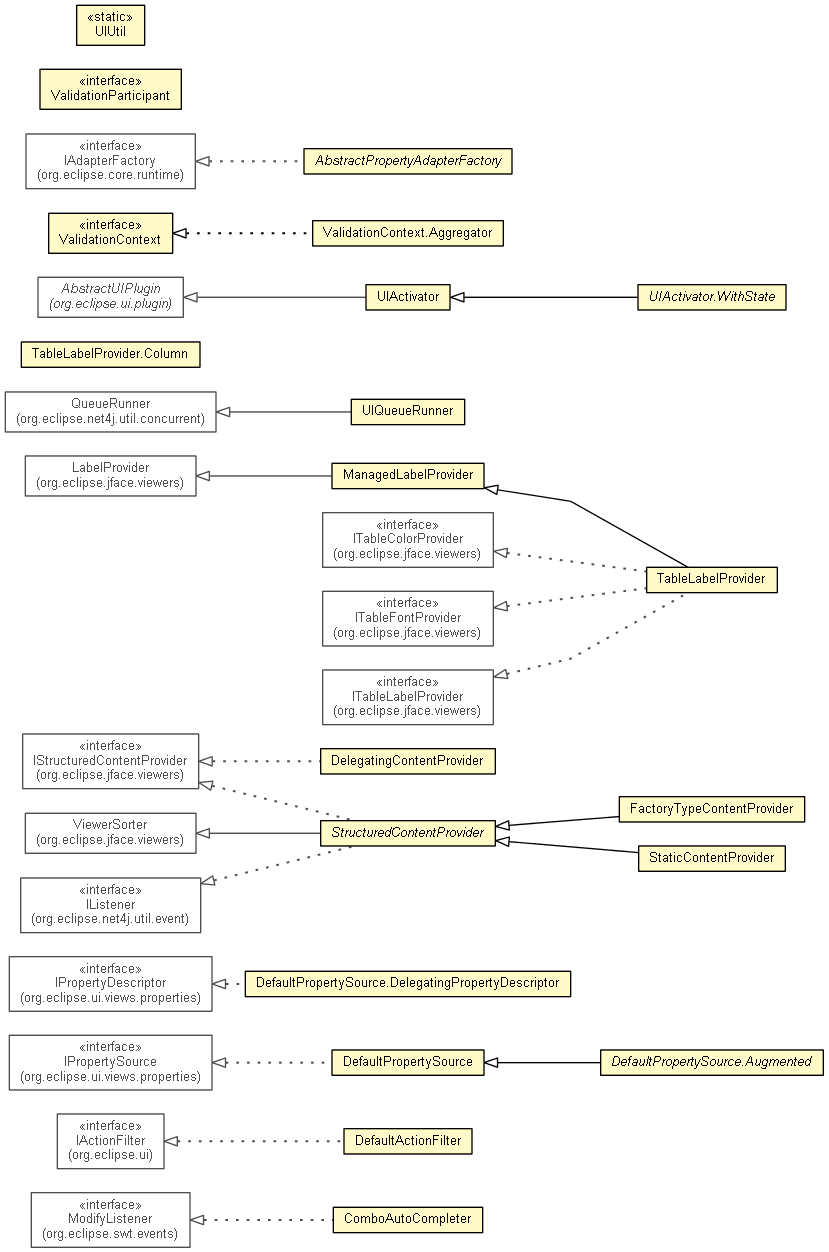 «static»
UIUtil
«interface»
ValidationParticipant
«interface»
IAdapterFactory
(org.eclipse.core.runtime)
AbstractPropertyAdapterFactory
«interface»
ValidationContext
ValidationContext.Aggregator
AbstractUIPlugin
(org.eclipse.ui.plugin)
UIActivator
UIActivator.WithState
TableLabelProvider.Column
QueueRunner
(org.eclipse.net4j.util.concurrent)
UIQueueRunner
LabelProvider
(org.eclipse.jface.viewers)
ManagedLabelProvider
«interface»
ITableColorProvider
(org.eclipse.jface.viewers)
TableLabelProvider
«interface»
ITableFontProvider
(org.eclipse.jface.viewers)
«interface»
ITableLabelProvider
(org.eclipse.jface.viewers)
«interface»
IStructuredContentProvider
(org.eclipse.jface.viewers)
DelegatingContentProvider
ViewerSorter
(org.eclipse.jface.viewers)
StructuredContentProvider
FactoryTypeContentProvider
StaticContentProvider
«interface»
IListener
(org.eclipse.net4j.util.event)
«interface»
IPropertyDescriptor
(org.eclipse.ui.views.properties)
DefaultPropertySource.DelegatingPropertyDescriptor
«interface»
IPropertySource
(org.eclipse.ui.views.properties)
DefaultPropertySource
DefaultPropertySource.Augmented
«interface»
IActionFilter
(org.eclipse.ui)
DefaultActionFilter
«interface»
ModifyListener
(org.eclipse.swt.events)
ComboAutoCompleter